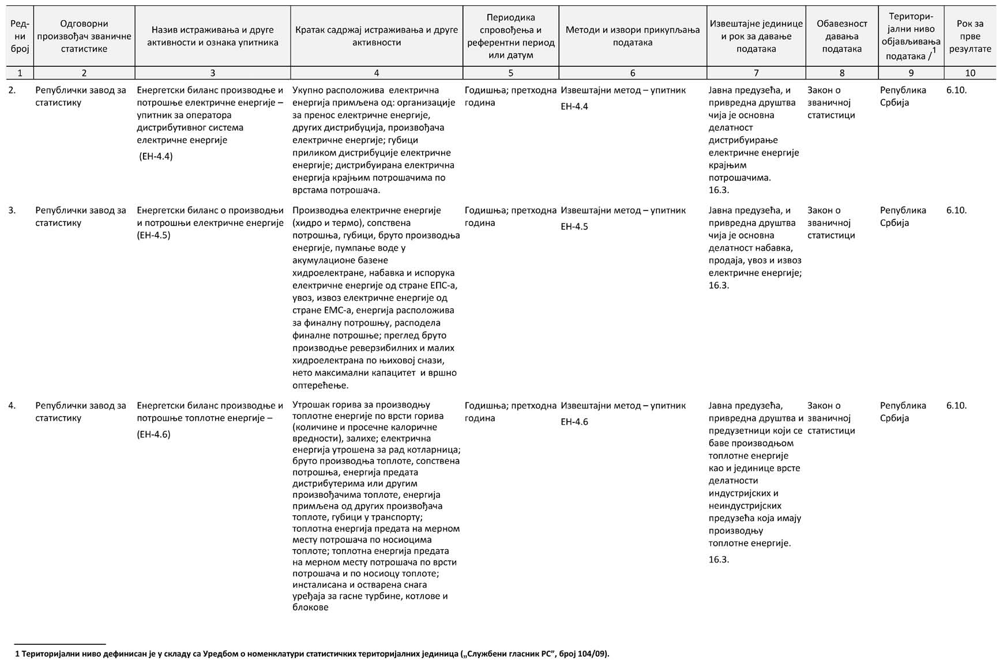 Ред-
ни
број
Одговорни
произвођач званичне
статистике
Назив истраживања и друге
активности и ознака упитника
Кратак садржај истраживања и друге
активности
Периодика
спровођења и
референтни период
или датум
Методи и извори прикупљања
података
Извештајне јединице
и рок за давање
података
Обавезност
давања
података
Територи-
јални ниво
објављивања
података /1
Рок за
прве
резултате
1 2 3 4 5 6 7 8 9 10
2.
Републички завод за
статистику
Енергетски биланс производње и
потрошње електричне енергије –
упитник за оператора
дистрибутивног система
електричне енергије
(ЕН-4.4)
Укупно расположива електрична
енергија примљена од: организације
за пренос електричне енергије,
других дистрибуција, произвођача
електричне енергије; губици
приликом дистрибуције електричне
енергије; дистрибуирана електрична
енергија крајњим потрошачима по
врстама потрошача.
Годишња; претходна
година
Извештајни метод – упитник
ЕН-4.4
Јавна предузећа, и
привредна друштва
чија је основна
делатност
дистрибуирање
електричне енергије
крајњим
потрошачима.
16.3.
Закон о
званичној
статистици
Република
Србија
6.10.
3.
Републички завод за
статистику
Енергетски биланс о производњи
и потрошњи електричне енергије
(ЕН-4.5)
Производња електричне енергије
(хидро и термо), сопствена
потрошња, губици, бруто производња
енергије, пумпање воде у
акумулационе базене
хидроелектране, набавка и испорука
електричне енергије од стране ЕПС-а,
увоз, извоз електричне енергије од
стране ЕМС-а, енергија расположива
за финалну потрошњу, расподела
финалне потрошње; преглед бруто
производње реверзибилних и малих
хидроелектрана по њиховој снази,
нето максимални капацитет и вршно
оптерећење.
Годишња; претходна
година
Извештајни метод – упитник
ЕН-4.5
Јавна предузећа, и
привредна друштва
чија је основна
делатност набавка,
продаја, увоз и извоз
електричне енергије;
16.3.
Закон о
званичној
статистици
Република
Србија
6.10.
4.
Републички завод за
статистику
Енергетски биланс производње и
потрошње топлотне енергије –
(ЕН-4.6)
Утрошак горива за производњу
топлотне енергије по врсти горива
(количине и просечне калоричне
вредности), залихе; електрична
енергија утрошена за рад котларница;
бруто производња топлоте, сопствена
потрошња, енергија предата
дистрибутерима или другим
произвођачима топлоте, енергија
примљена од других произвођача
топлоте, губици у транспорту;
топлотна енергија предата на мерном
месту потрошача по носиоцима
топлоте; топлотна енергија предата
на мерном месту потрошача по врсти
потрошача и по носиоцу топлоте;
инсталисана и остварена снага
уређаја за гасне турбине, котлове и
блокове
Годишња; претходна
година
Извештајни метод – упитник
ЕН-4.6
Јавна предузећа,
привредна друштва и
предузетници који се
баве производњом
топлотне енергије
као и јединице врсте
делатности
индустријских и
неиндустријских
предузећа која имају
производњу
топлотне енергије.
16.3.
Закон о
званичној
статистици
Република
Србија
6.10.
1 Територијални ниво дефинисан је у складу са Уредбом о номенклатури статистичких територијалних јединица („Службени гласник РС”, број 104/09).